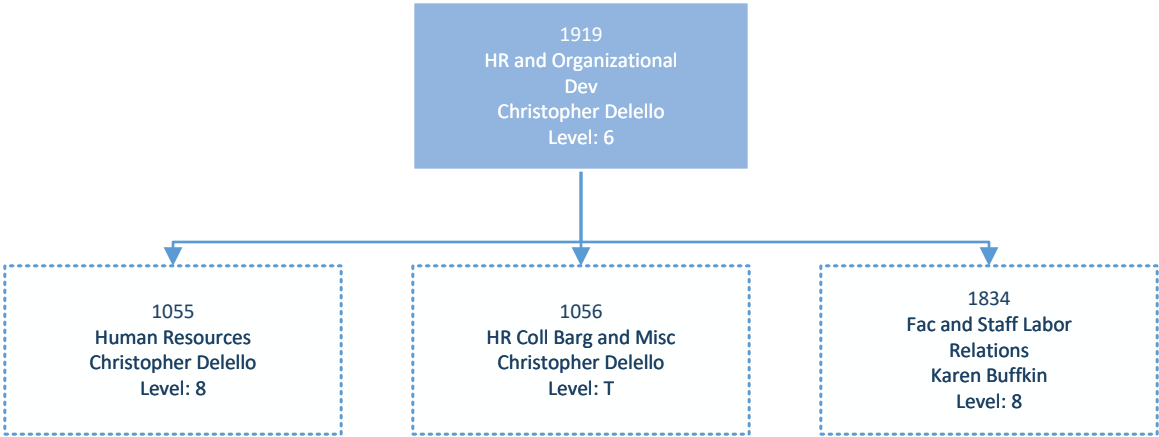 1919
HR and Organizational
Dev
Christopher Delello
Level: 6
1055
Human Resources
Christopher Delello
Level: 8
1056
HR Coll Barg and Misc
Christopher Delello
Level: T
1834
Fac and Staff Labor
Relations
Karen Buffkin
Level: 8